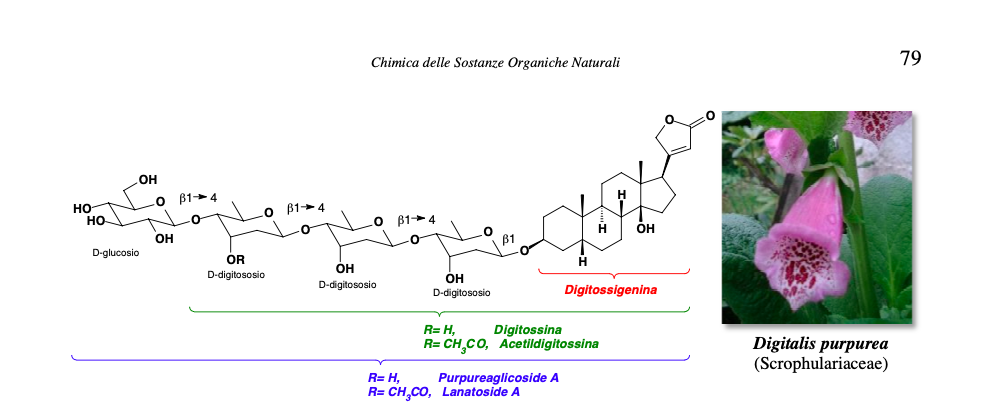 Chimica delle Sostanze Organiche Naturali
79
O
O
OH
O
HO
HO
OH
β1→ 4
O
O
OR
β1→ 4
O
O
OH
β1→ 4
O
O
OH
β1
O
H
H
H
OH
D-glucosio
D-digitososio
D-digitososio
D-digitososio
Digitossigenina
R= H, Digitossina
R= CH3CO, Acetildigitossina
R= H, Purpureaglicoside A
R= CH3CO, Lanatoside A
Digitalis purpurea
(Scrophulariaceae)